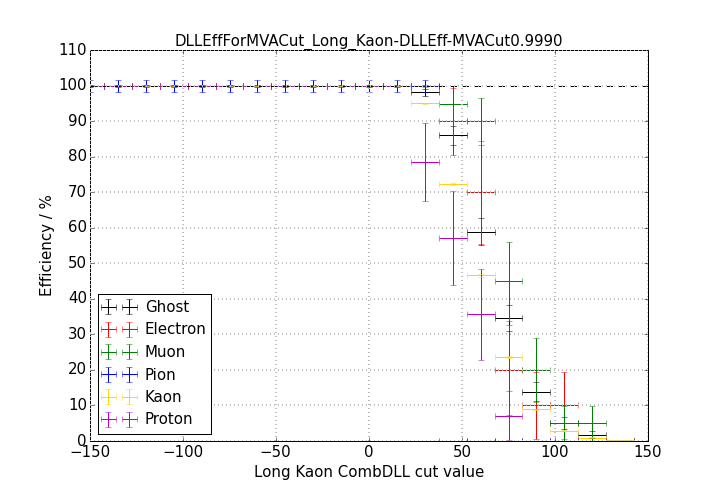 DLLEffForMVACut_Long_Kaon-DLLEff-MVACut0.9990
110
100
90
80
70
60
50
40
30
20
10
0
Efficiency / %
Ghost
Electron
Muon
Pion
Kaon
Proton
−150 −100 −50 0 50 100 150
Long Kaon CombDLL cut value